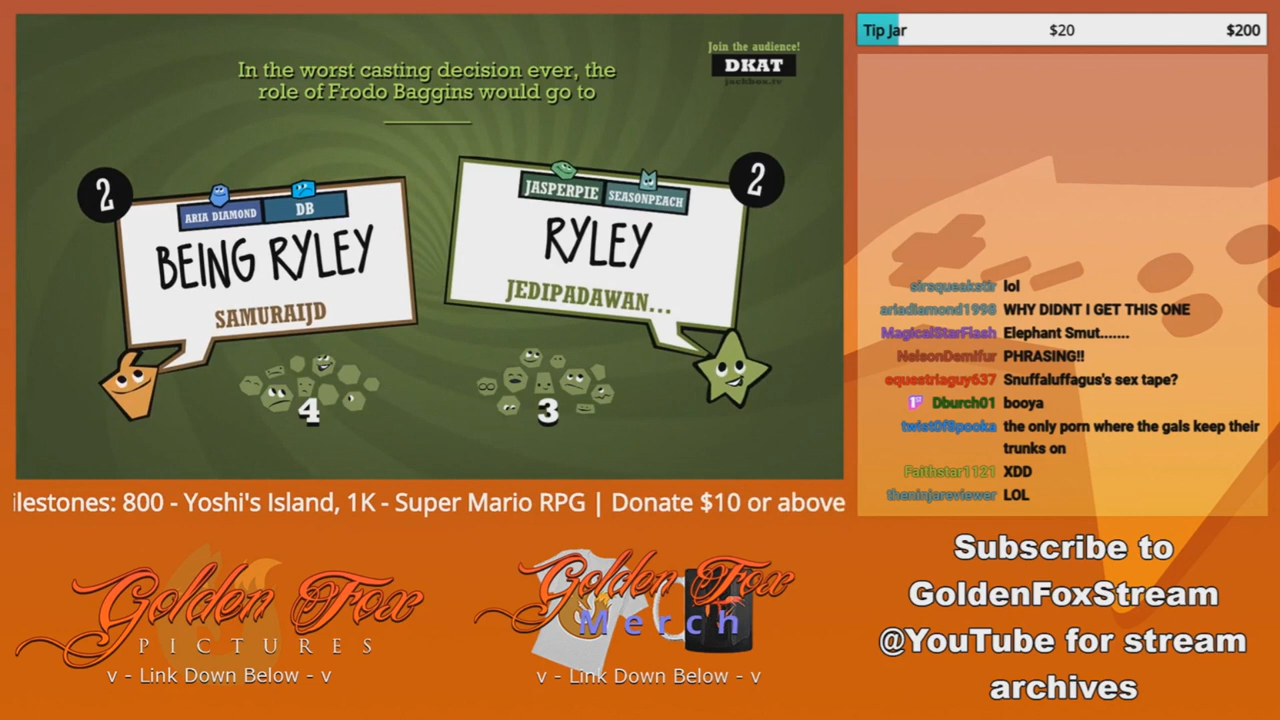 Join the audience!
DKAT
jackbox.tv
In the worst casting decision ever, the
role of Frodo Baggins would go to
2
ARIA DIAMOND
DB
BEING RYLEY
SAMURAIJD
4
2
JASPERPIE
SEASONPEACH
RYLEY
JEDIPADAWAN...
3
Tip Jar
$20
$200
sirsqueakstir lol
ariadiamond1998 WHY DIDNT I GET THIS ONE
MagicalStarFlash Elephant Smut.......
NelsonDemifur PHRASING!!
equestriaguy637 Snuffaluffagus's sex tape?
1st Dburch01 booya
twist0fSpooka the only porn where the gals keep their
trunks on
Faithstar1121 XDD
theninjareviewer LOL
ilestones: 800 - Yoshi's Island, 1K - Super Mario RPG | Donate $10 or above
Golden Fox
PICTURES
v - Link Down Below - v
Golden Fox
Merch
v - Link Down Below - v
Subscribe to
GoldenFoxStream
@YouTube for stream
archives